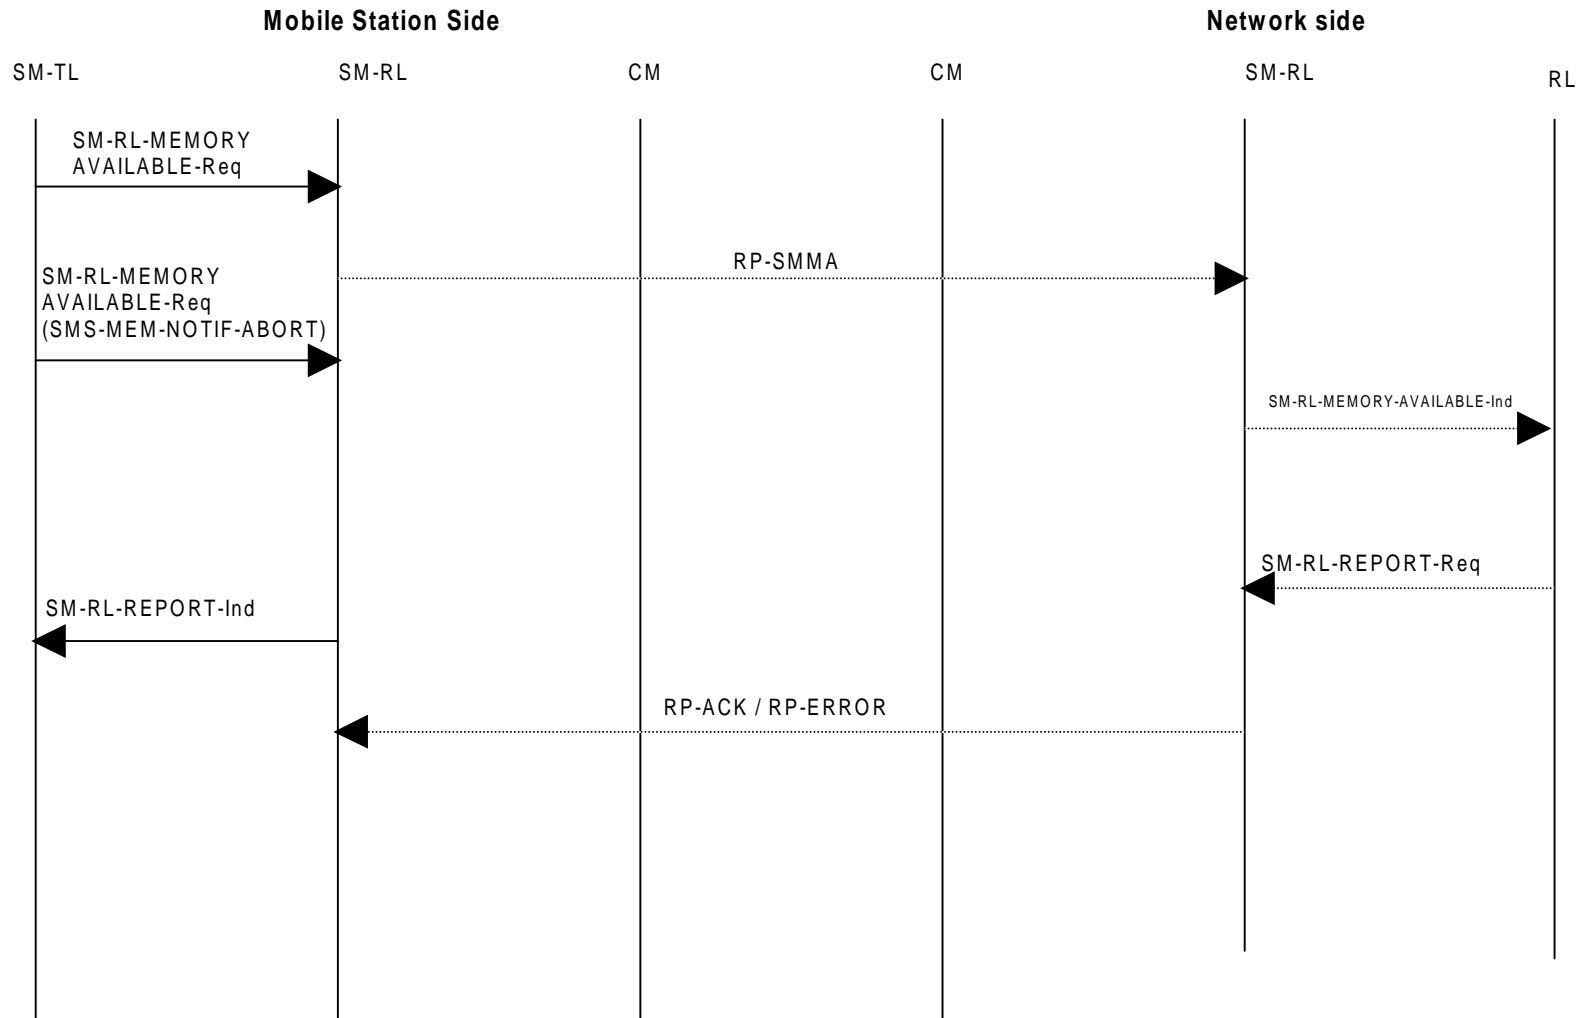 Mobile Station Side
Network side
SM-TL
SM-RL
CM
CM
SM-RL
RL
SM-RL-MEMORY
AVAILABLE-Req
RP-SMMA
SM-RL-MEMORY
AVAILABLE-Req
(SMS-MEM-NOTIF-ABORT)
SM-RL-MEMORY-AVAILABLE-Ind
SM-RL-REPORT-Req
SM-RL-REPORT-Ind
RP-ACK / RP-ERROR